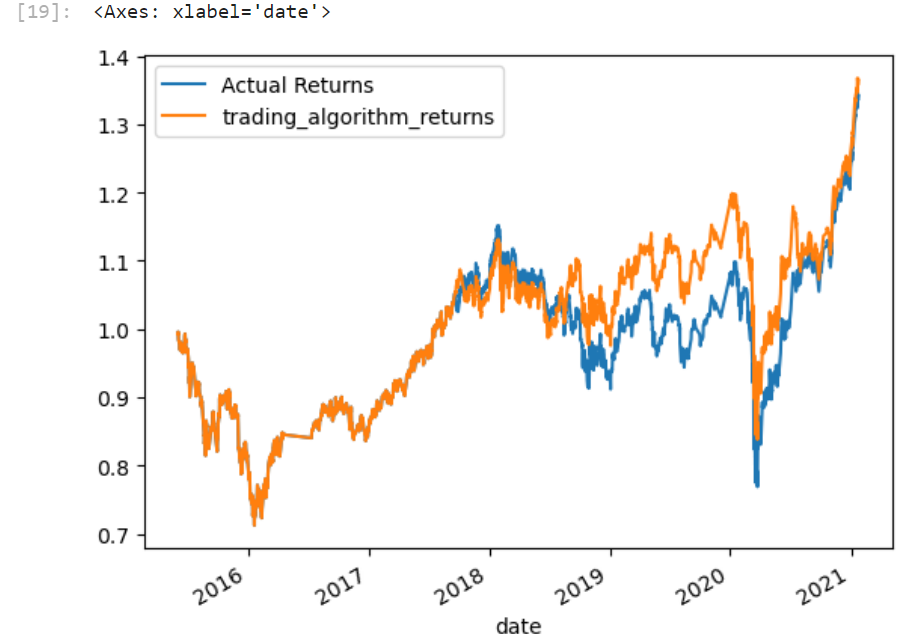 [19]: <Axes: xlabel='date'>
1.4
Actual Returns
trading_algorithm_returns
1.3
1.2
1.1
1.0
0.9
0.8
0.7
2016 2017 2018 2019 2020 2021
date